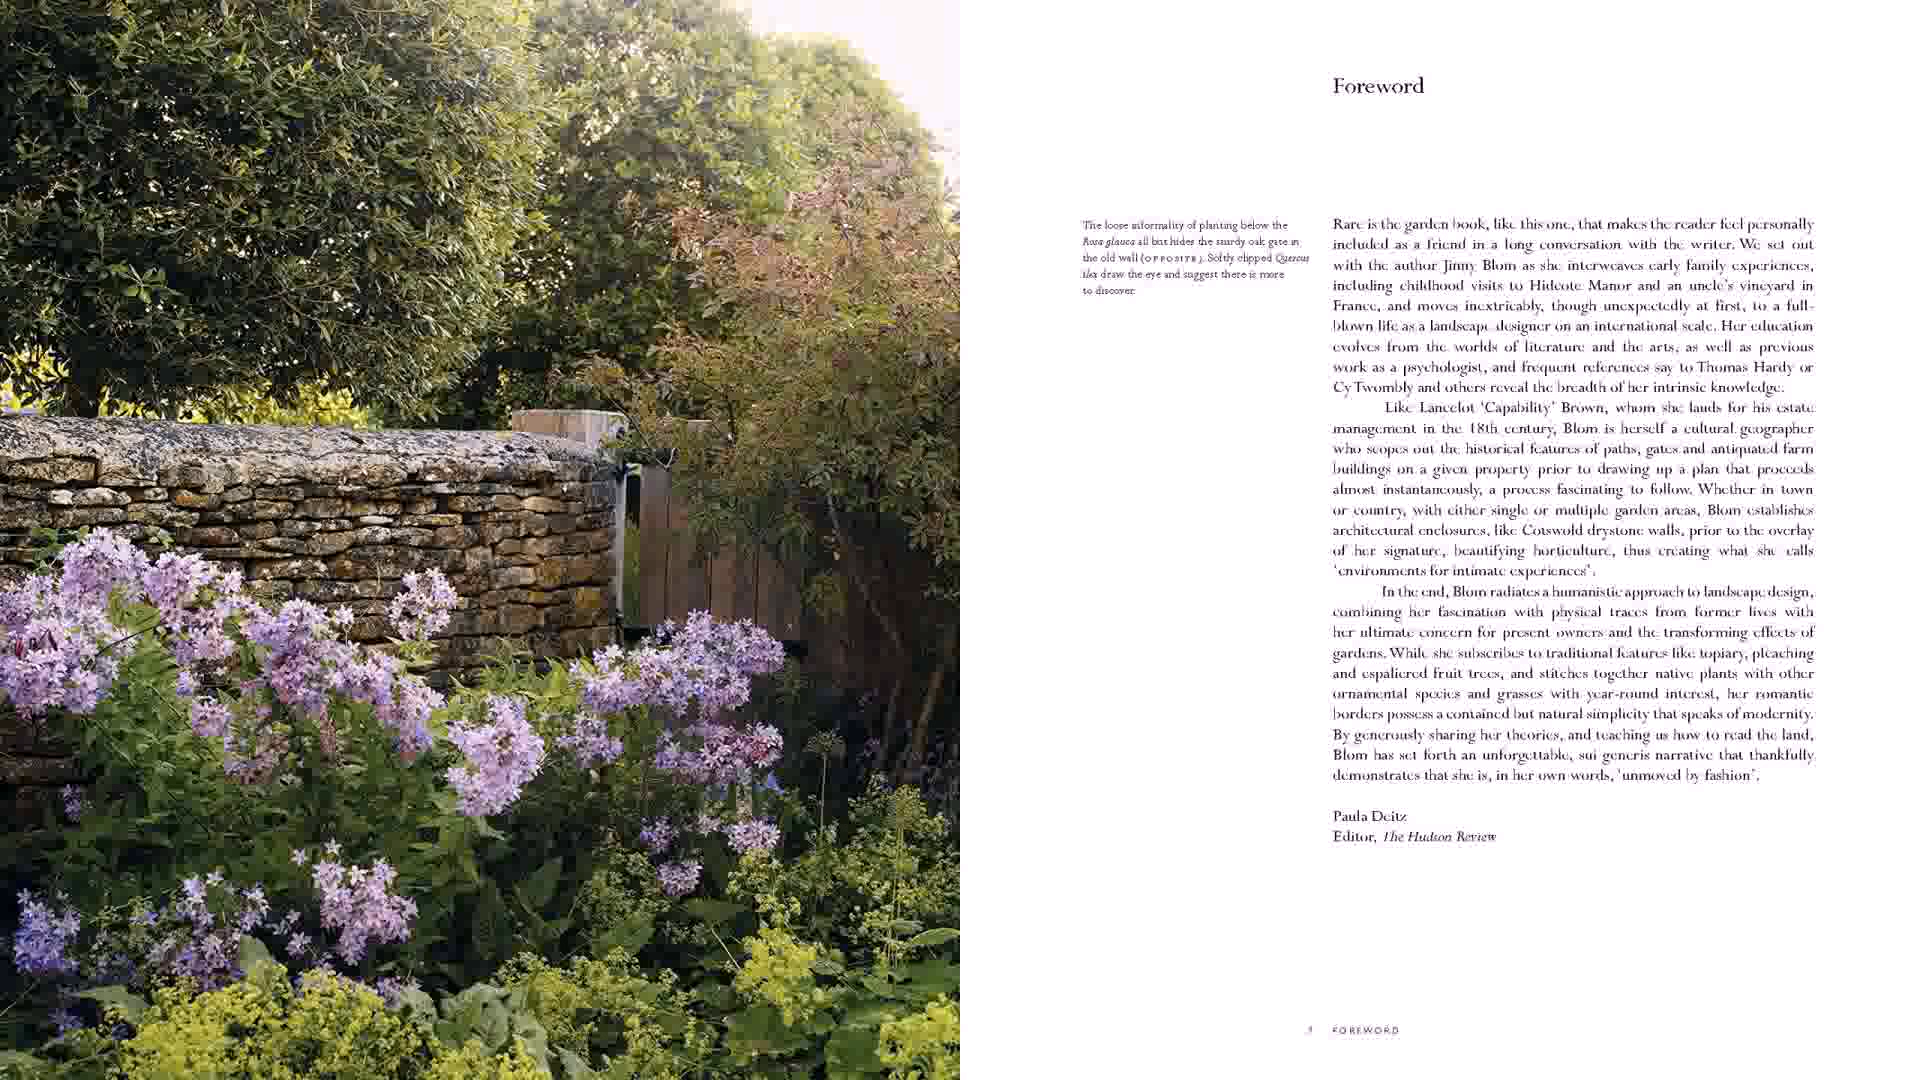 Foreword
The loose informality of planting below the
Rosa glauca all but hides the sturdy oak gate in
the old wall (OPPOSITE). Softly clipped Quercus
ilex draw the eye and suggest there is more
to discover.
Rare is the garden book, like this one, that makes the reader feel personally
included as a friend in a long conversation with the writer. We set out
with the author Jinny Blom as she interweaves early family experiences,
including childhood visits to Hidcote Manor and an uncle's vineyard in
France, and moves inextricably, though unexpectedly at first, to a full-
blown life as a landscape designer on an international scale. Her education
evolves from the worlds of literature and the arts, as well as previous
work as a psychologist, and frequent references say to Thomas Hardy or
Cy Twombly and others reveal the breadth of her intrinsic knowledge.
Like Lancelot 'Capability' Brown, whom she lauds for his estate
management in the 18th century, Blom is herself a cultural geographer
who scopes out the historical features of paths, gates and antiquated farm
buildings on a given property prior to drawing up a plan that proceeds
almost instantaneously, a process fascinating to follow. Whether in town
or country, with either single or multiple garden areas, Blom establishes
architectural enclosures, like Cotswold drystone walls, prior to the overlay
of her signature, beautifying horticulture, thus creating what she calls
'environments for intimate experiences'.
In the end, Blom radiates a humanistic approach to landscape design,
combining her fascination with physical traces from former lives with
her ultimate concern for present owners and the transforming effects of
gardens. While she subscribes to traditional features like topiary, pleaching
and espaliered fruit trees, and stitches together native plants with other
ornamental species and grasses with year-round interest, her romantic
borders possess a contained but natural simplicity that speaks of modernity.
By generously sharing her theories, and teaching us how to read the land,
Blom has set forth an unforgettable, sui generis narrative that thankfully
demonstrates that she is, in her own words, 'unmoved by fashion'.
Paula Deitz
Editor, The Hudson Review
FOREWORD